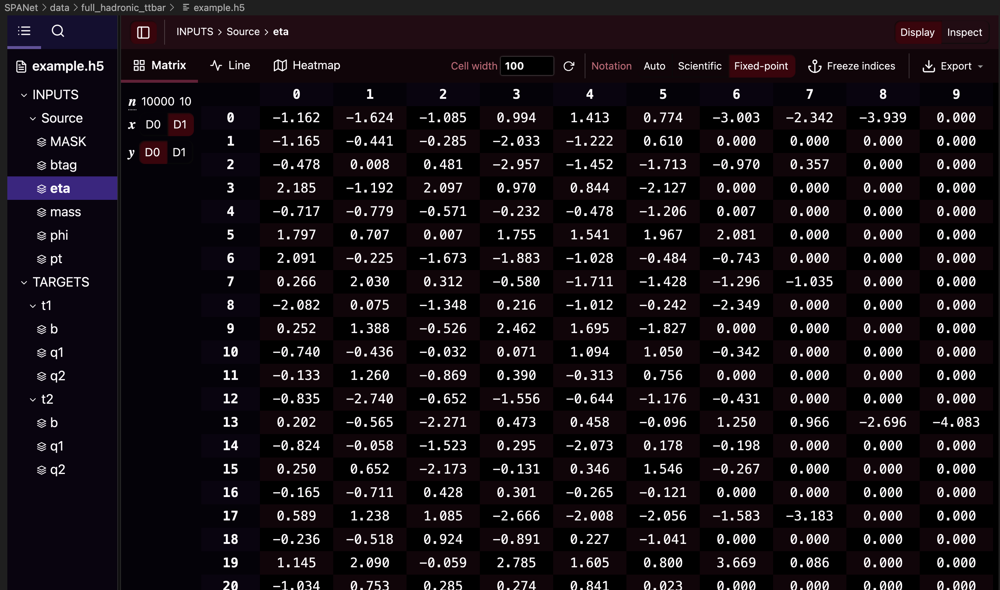 SPANet > data > full_hadronic_ttbar > example.h5
INPUTS > Source > eta
Display Inspect
example.h5
Matrix Line Heatmap Cell width 100 Notation Auto Scientific Fixed-point Freeze indices Export
INPUTS
Source
MASK
btag
eta
mass
phi
pt
TARGETS
t1
b
q1
q2
t2
b
q1
q2
n 10000 10
x D0 D1
y D0 D1
0 1 2 3 4 5 6 7 8 9
0 −1.162 −1.624 −1.085 0.994 1.413 0.774 −3.003 −2.342 −3.939 0.000
1 −1.165 −0.441 −0.285 −2.033 −1.222 0.610 0.000 0.000 0.000 0.000
2 −0.478 0.008 0.481 −2.957 −1.452 −1.713 −0.970 0.357 0.000 0.000
3 2.185 −1.192 2.097 0.970 0.844 −2.127 0.000 0.000 0.000 0.000
4 −0.717 −0.779 −0.571 −0.232 −0.478 −1.206 0.007 0.000 0.000 0.000
5 1.797 0.707 0.007 1.755 1.541 1.967 2.081 0.000 0.000 0.000
6 2.091 −0.225 −1.673 −1.883 −1.028 −0.484 −0.743 0.000 0.000 0.000
7 0.266 2.030 0.312 −0.580 −1.711 −1.428 −1.296 −1.035 0.000 0.000
8 −2.082 0.075 −1.348 0.216 −1.012 −0.242 −2.349 0.000 0.000 0.000
9 0.252 1.388 −0.526 2.462 1.695 −1.827 0.000 0.000 0.000 0.000
10 −0.740 −0.436 −0.032 0.071 1.094 1.050 −0.342 0.000 0.000 0.000
11 −0.133 1.260 −0.869 0.390 −0.313 0.756 0.000 0.000 0.000 0.000
12 −0.835 −2.740 −0.652 −1.556 −0.644 −1.176 −0.431 0.000 0.000 0.000
13 0.202 −0.565 −2.271 0.473 0.458 −0.096 1.250 0.966 −2.696 −4.083
14 −0.824 −0.058 −1.523 0.295 −2.073 0.178 −0.198 0.000 0.000 0.000
15 0.250 0.652 −2.173 −0.131 0.346 1.546 −0.267 0.000 0.000 0.000
16 −0.165 −0.711 0.428 0.301 −0.265 −0.121 0.000 0.000 0.000 0.000
17 0.589 1.238 1.085 −2.666 −2.008 −2.056 −1.583 −3.183 0.000 0.000
18 −0.236 −0.518 0.924 −0.891 0.227 −1.041 0.000 0.000 0.000 0.000
19 1.145 2.090 −0.059 2.785 1.605 0.800 3.669 0.086 0.000 0.000
20 −1.034 0.753 0.285 0.274 0.841 0.023 0.000 0.000 0.000 0.000